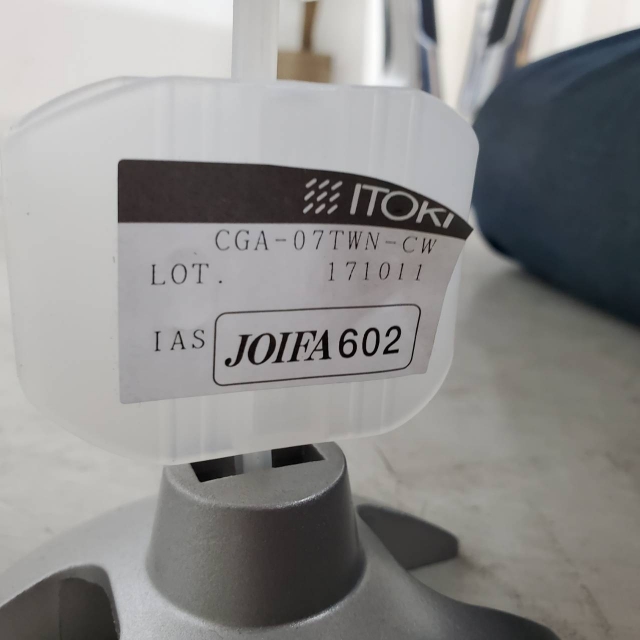 ITOKI
CGA-07TWN-CW
LOT. 171011
IAS JOIFA602